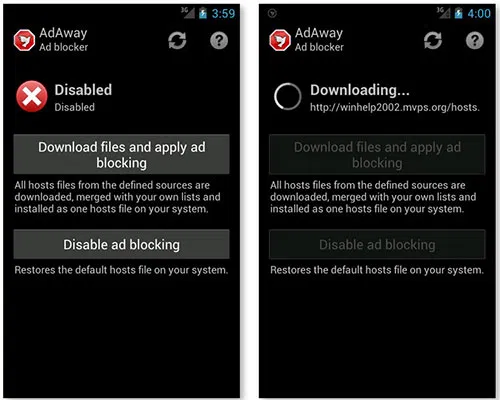 3G 3:59
AdAway
Ad blocker
?
Disabled
Disabled
Download files and apply ad
blocking
All hosts files from the defined sources are
downloaded, merged with your own lists and
installed as one hosts file on your system.
Disable ad blocking
Restores the default hosts file on your system.
3G 4:00
AdAway
Ad blocker
?
Downloading...
http://winhelp2002.mvps.org/hosts.
Download files and apply ad
blocking
All hosts files from the defined sources are
downloaded, merged with your own lists and
installed as one hosts file on your system.
Disable ad blocking
Restores the default hosts file on your system.